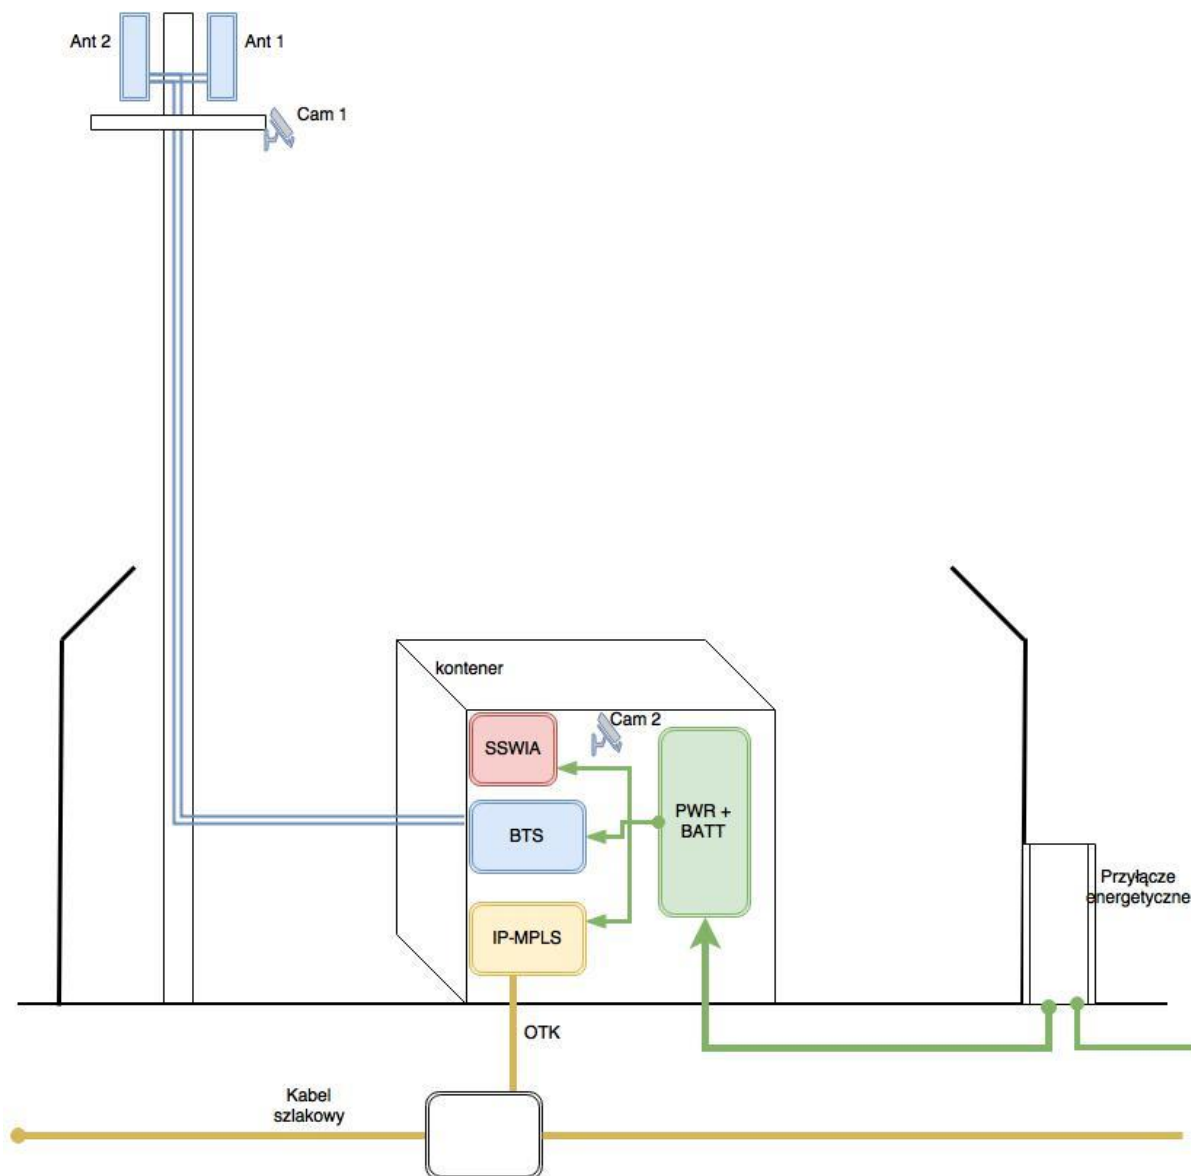 Ant 2
Ant 1
Cam 1
kontener
SSWIA
Cam 2
PWR +
BATT
BTS
Przyłącze
energetyczne
IP-MPLS
OTK
Kabel
szlakowy